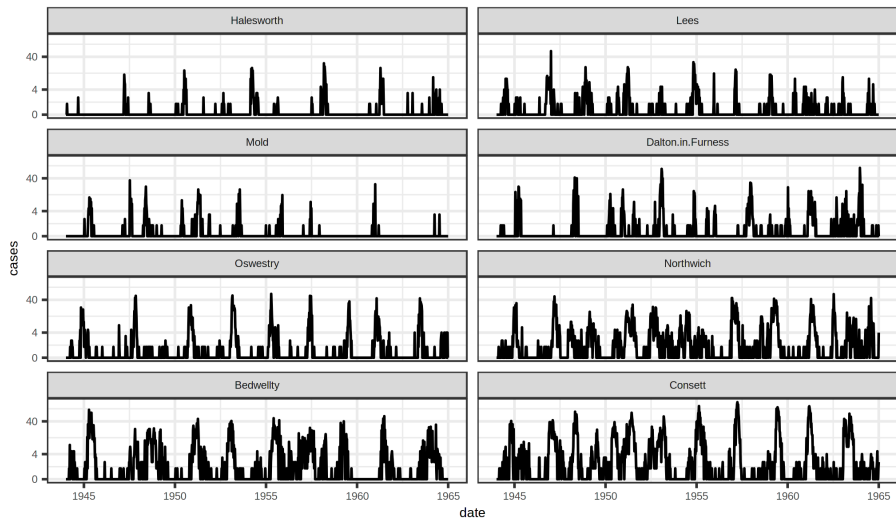 Halesworth
Lees
40
4
0
Mold
Dalton.in.Furness
40
4
0
cases
Oswestry
Northwich
40
4
0
Bedwellty
Consett
40
4
0
1945 1950 1955 1960 1965 1945 1950 1955 1960 1965
date